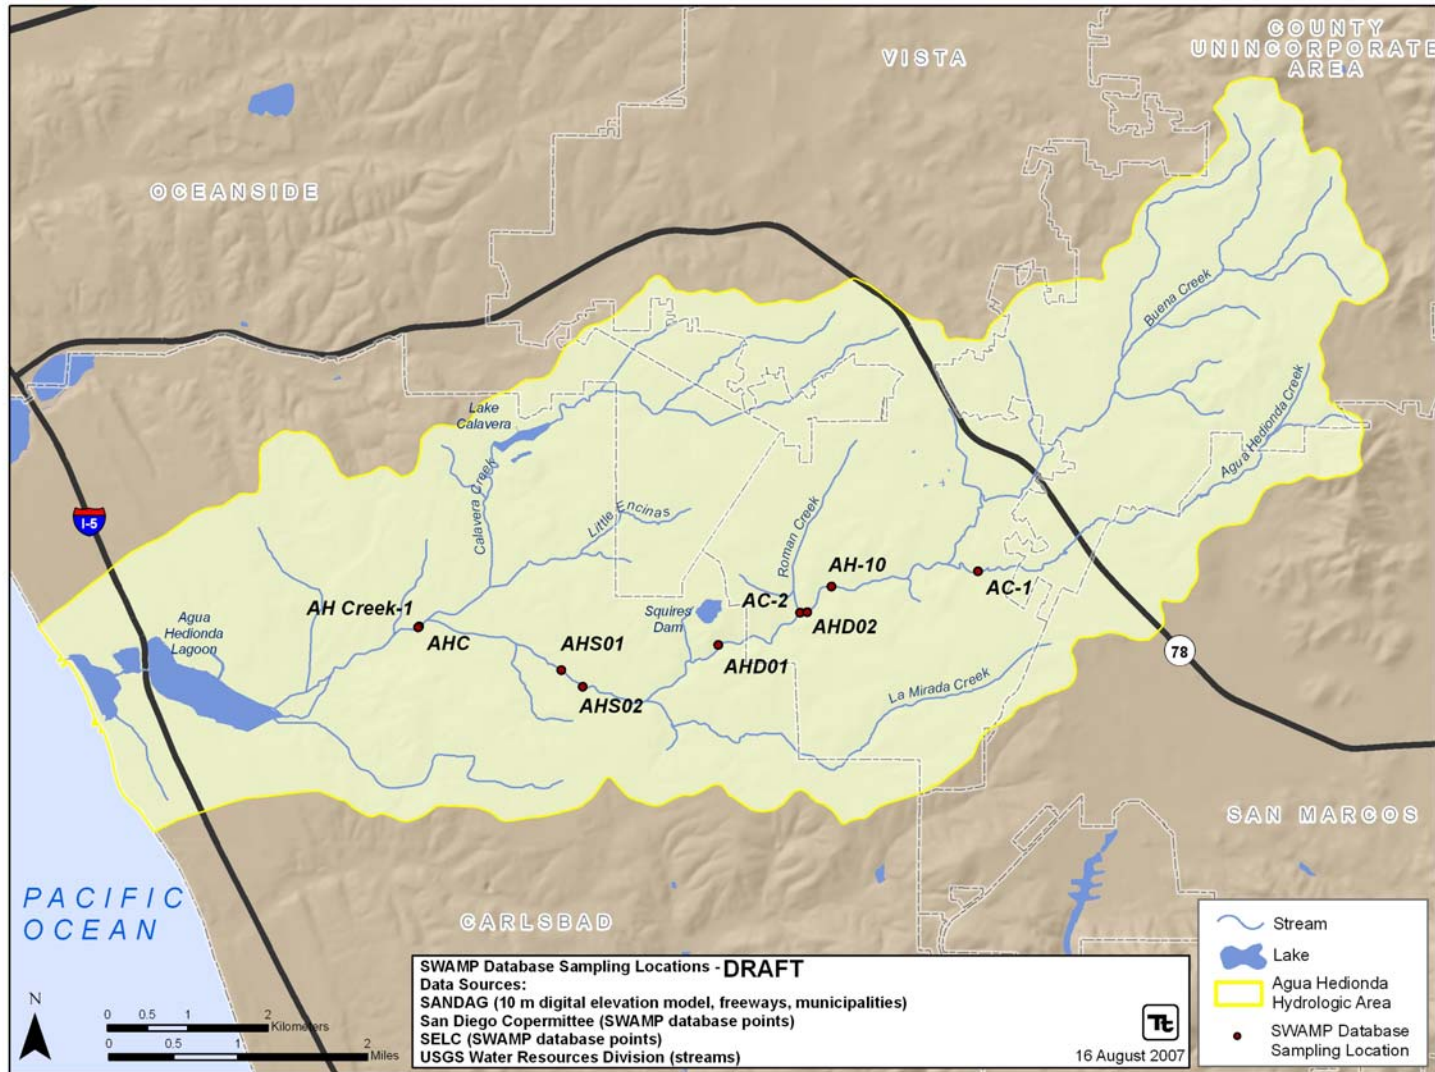 COUNTY
UNINCORPORATE
AREA
VISTA
OCEANSIDE
Buena Creek
Agua Hedionda Creek
Lake
Calavera
Calavera Creek
Little Encinas
Roman Creek
I-5
AH-10
AC-1
AC-2
AHD02
Squires
Dam
AH Creek-1
AHC
Agua
Hedionda
Lagoon
AHS01
AHD01
AHS02
La Mirada Creek
78
SAN MARCOS
PACIFIC
OCEAN
CARLSBAD
N
0 0.5 1 2
Kilometers
0 0.5 1 2
Miles
SWAMP Database Sampling Locations - DRAFT
Data Sources:
SANDAG (10 m digital elevation model, freeways, municipalities)
San Diego Copermittee (SWAMP database points)
SELC (SWAMP database points)
USGS Water Resources Division (streams)
Tt
16 August 2007
Stream
Lake
Agua Hedionda
Hydrologic Area
SWAMP Database
Sampling Location